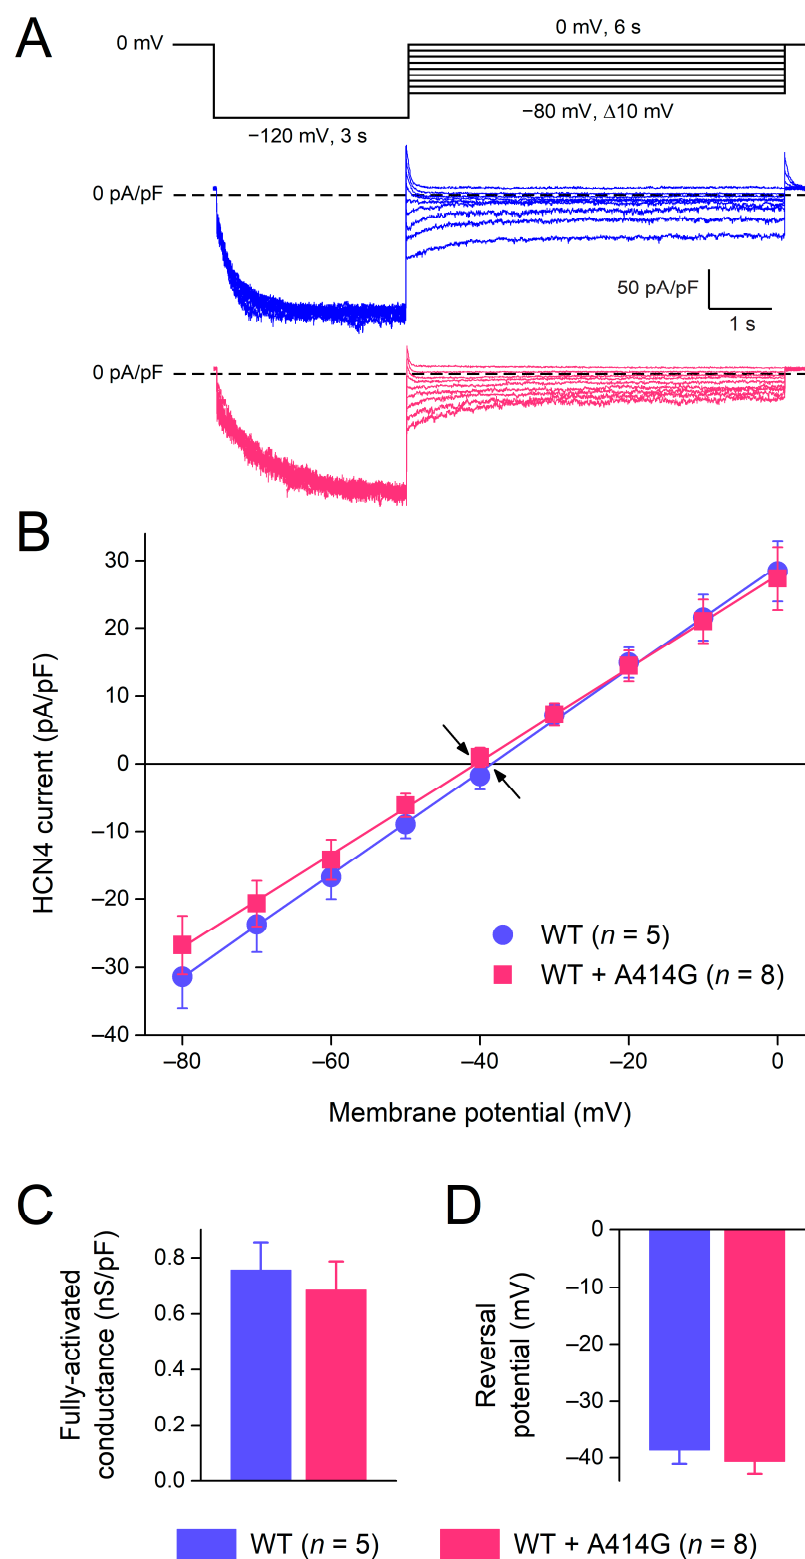 A
0 mV
0 mV, 6 s
−80 mV, Δ10 mV
−120 mV, 3 s
0 pA/pF
50 pA/pF
1 s
0 pA/pF
B
HCN4 current (pA/pF)
30
20
10
0
–10
–20
–30
–40
–80
–60
–40
–20
0
Membrane potential (mV)
WT (n = 5)
WT + A414G (n = 8)
C
Fully-activated
conductance (nS/pF)
0.8
0.6
0.4
0.2
0.0
D
Reversal
potential (mV)
0
–10
–20
–30
–40
WT (n = 5)
WT + A414G (n = 8)